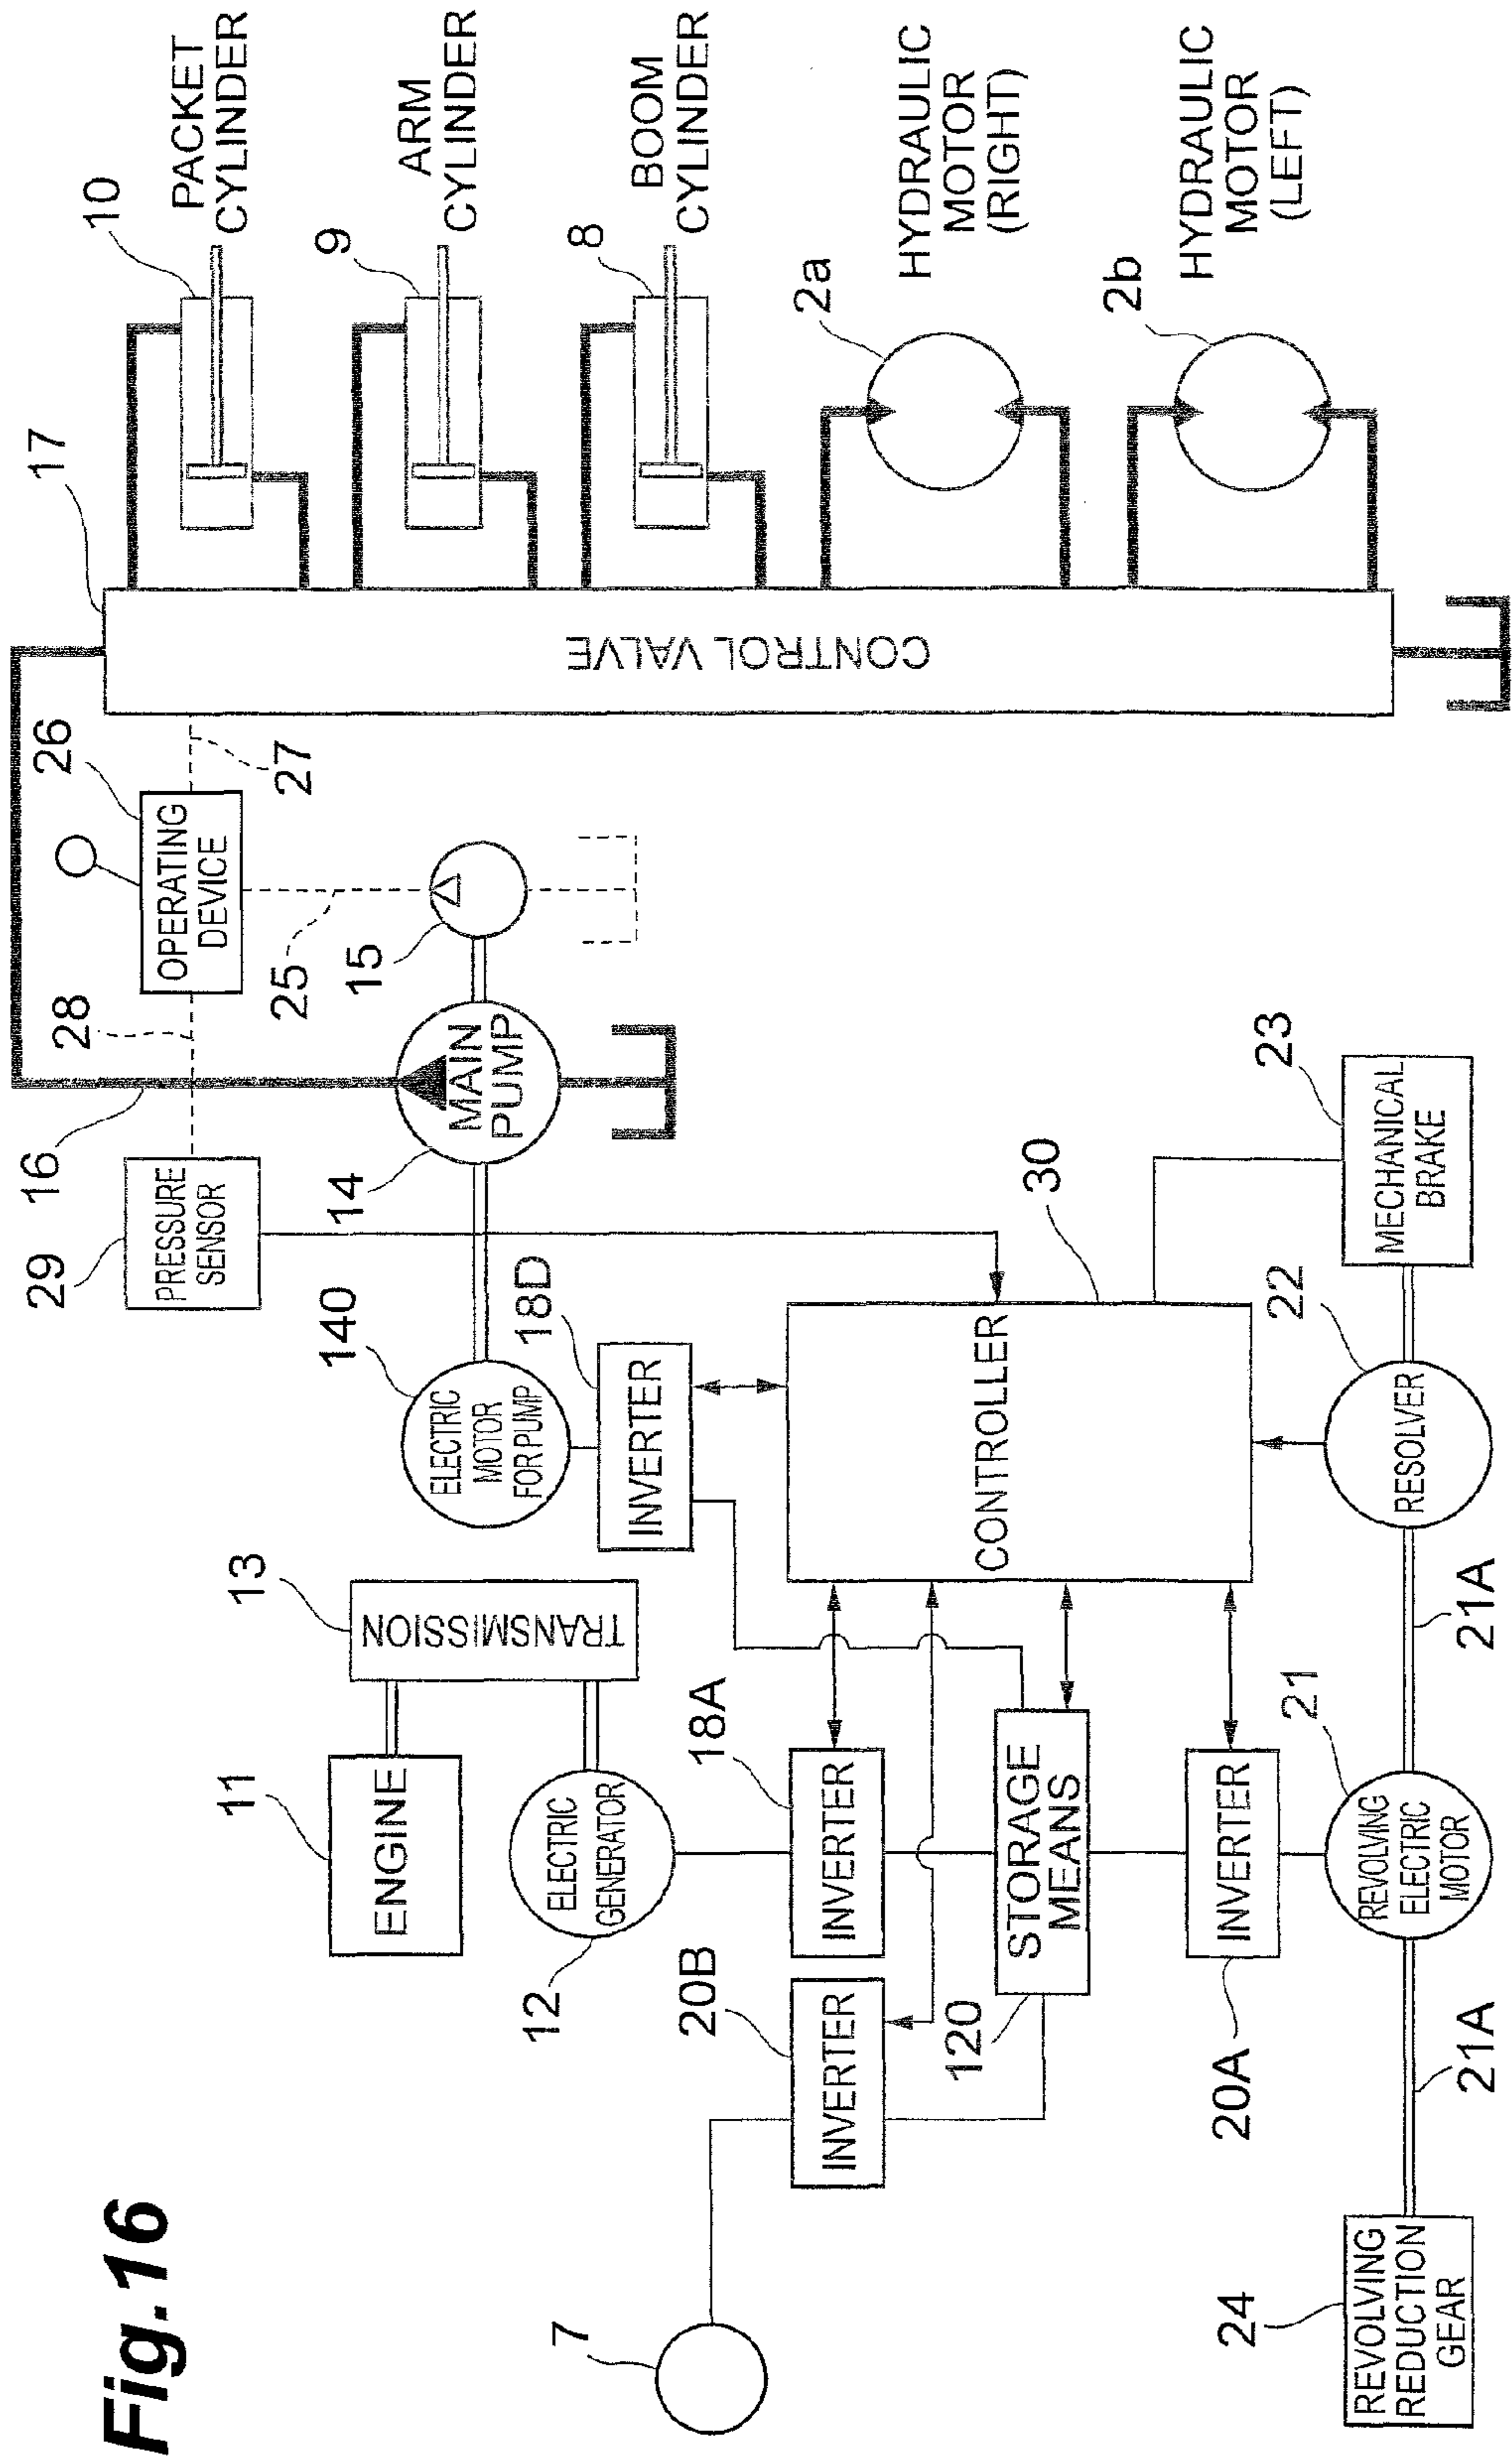 Fig.16
11
ENGINE
13
TRANSMISSION
12
ELECTRIC
GENERATOR
140
ELECTRIC
MOTOR
FOR PUMP
29
PRESSURE
SENSOR
16
28
26
OPERATING
DEVICE
27
25
15
14
MAIN
PUMP
17
CONTROL VALVE
10
PACKET
CYLINDER
9
ARM
CYLINDER
8
BOOM
CYLINDER
2a
HYDRAULIC
MOTOR
(RIGHT)
2b
HYDRAULIC
MOTOR
(LEFT)
7
20B
INVERTER
18A
INVERTER
18D
INVERTER
30
CONTROLLER
120
STORAGE
MEANS
20A
INVERTER
24
REVOLVING
REDUCTION
GEAR
21A
21
REVOLVING
ELECTRIC
MOTOR
21A
22
RESOLVER
23
MECHANICAL
BRAKE